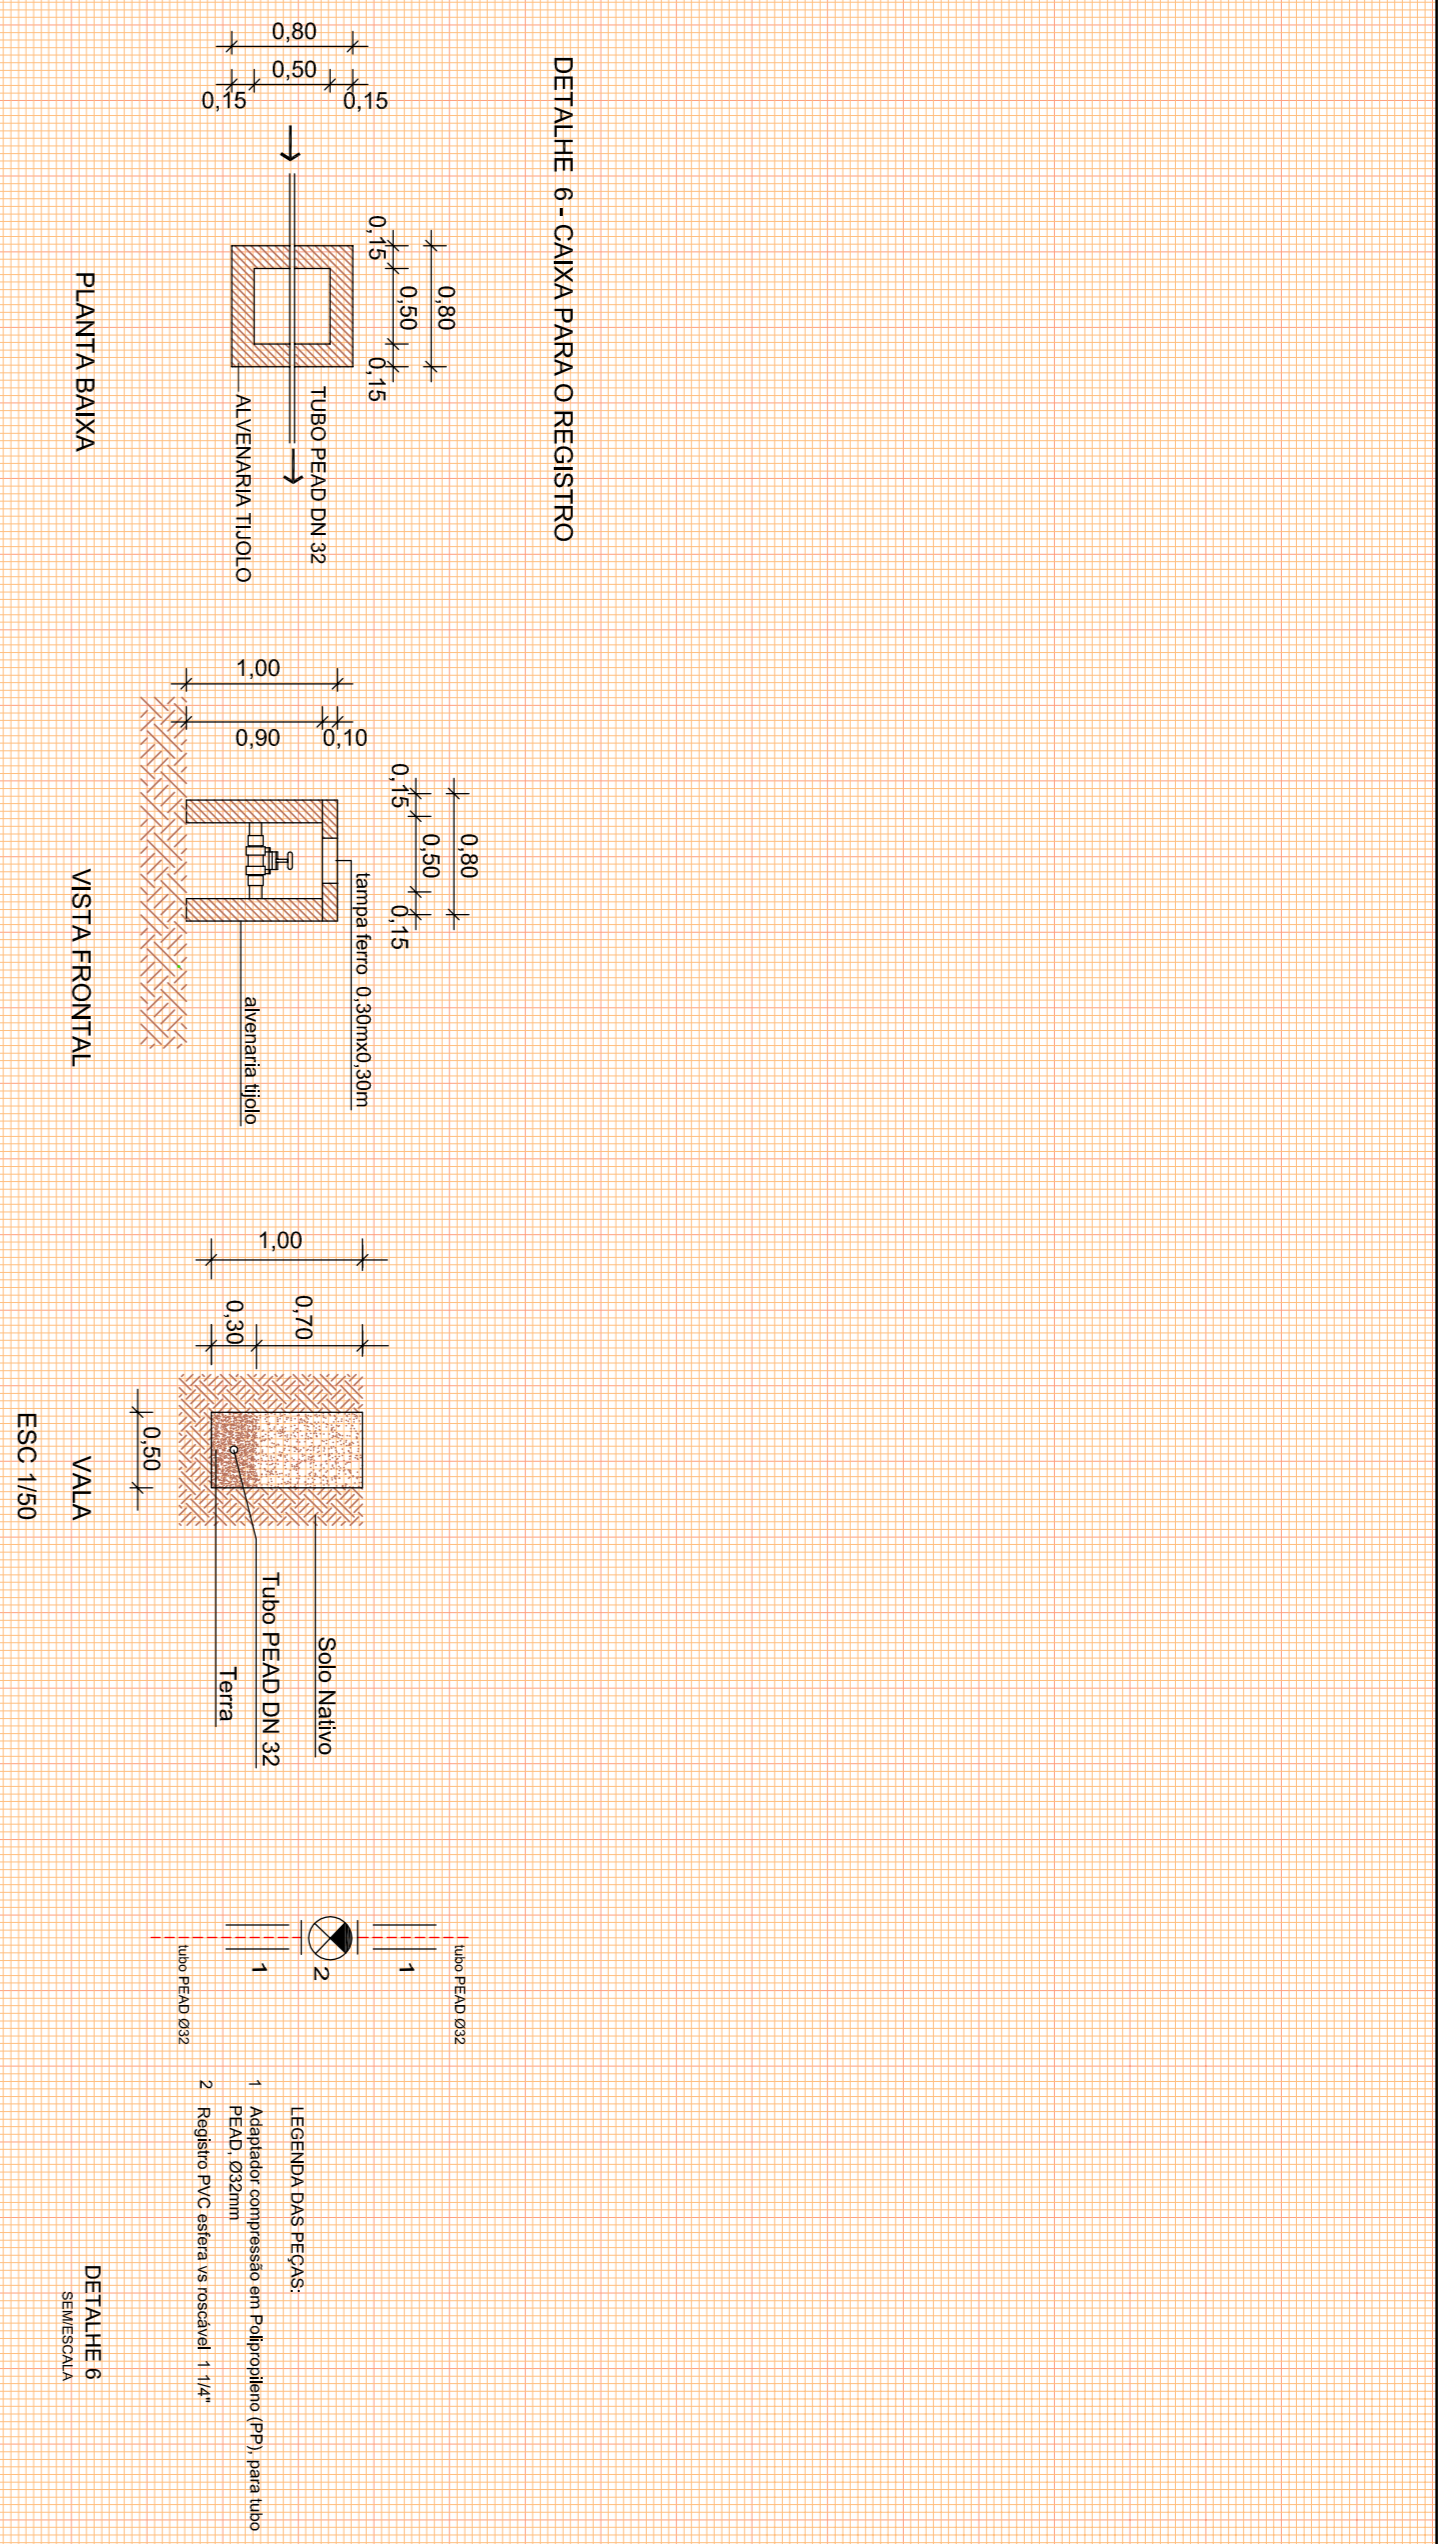 DETALHE 6 - CAIXA PARA O REGISTRO
0,80
0,50
0,15
0,15
0,80
0,50
0,15
0,15
TUBO PEAD DN 32
ALVENARIA TIJOLO
PLANTA BAIXA
1,00
0,90
0,10
0,80
0,50
0,15
0,15
tampa ferro 0,30mx0,30m
alvenaria tijolo
VISTA FRONTAL
1,00
0,70
0,30
0,50
Solo Nativo
Tubo PEAD DN 32
Terra
VALA
ESC 1/50
tubo PEAD Ø32
1
2
1
tubo PEAD Ø32
LEGENDA DAS PEÇAS:
1 Adaptador compressão em Polipropileno (PP), para tubo
PEAD, Ø32mm
2 Registro PVC esfera vs roscável 1 1/4"
DETALHE 6
SEM/ESCALA